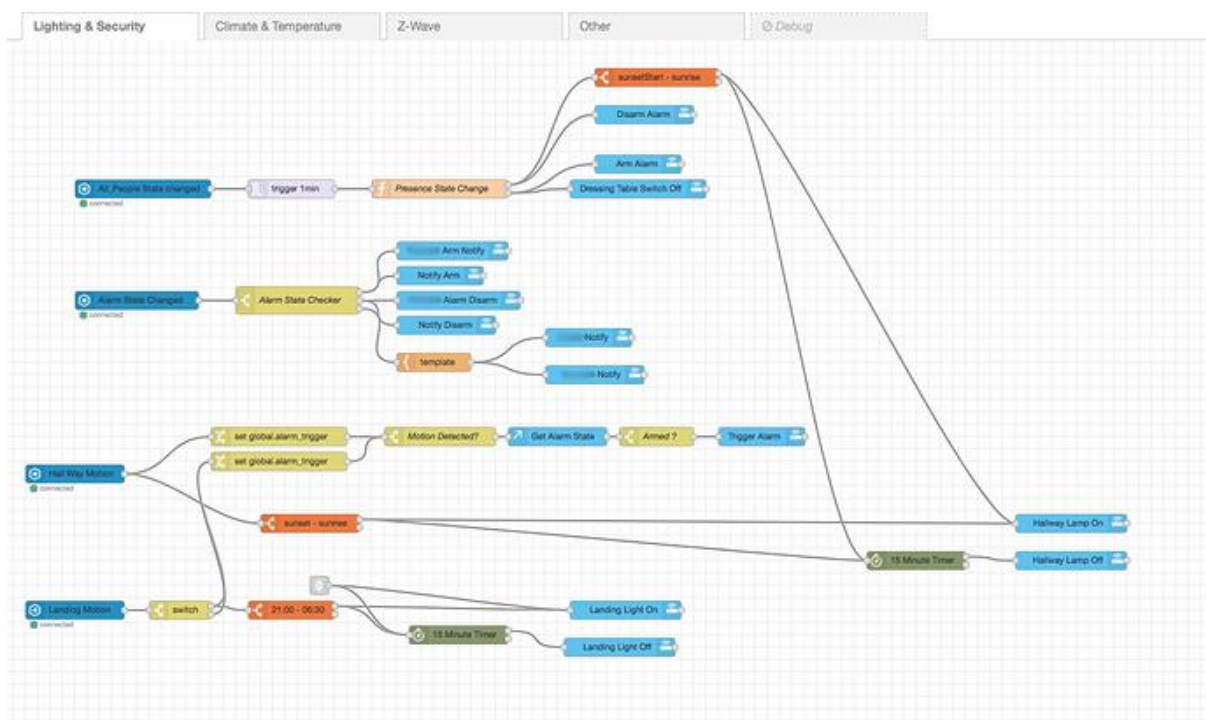 Lighting & Security
Climate & Temperature
Z-Wave
Other
Debug
sunsetStart - sunrise
Disarm Alarm
Arm Alarm
All_People State changed
trigger 1min
Presence State Change
Dressing Table Switch Off
connected
Arm Notify
Notify Arm
Alarm State Changed
Alarm State Checker
Alarm Disarm
connected
Notify Disarm
Notify
template
Notify
set global.alarm_trigger
Motion Detected?
Get Alarm State
Armed ?
Trigger Alarm
set global.alarm_trigger
Hall Way Motion
connected
sunset - sunrise
Hallway Lamp On
15 Minute Timer
Hallway Lamp Off
Landing Motion
switch
21:00 - 06:30
Landing Light On
connected
15 Minute Timer
Landing Light Off